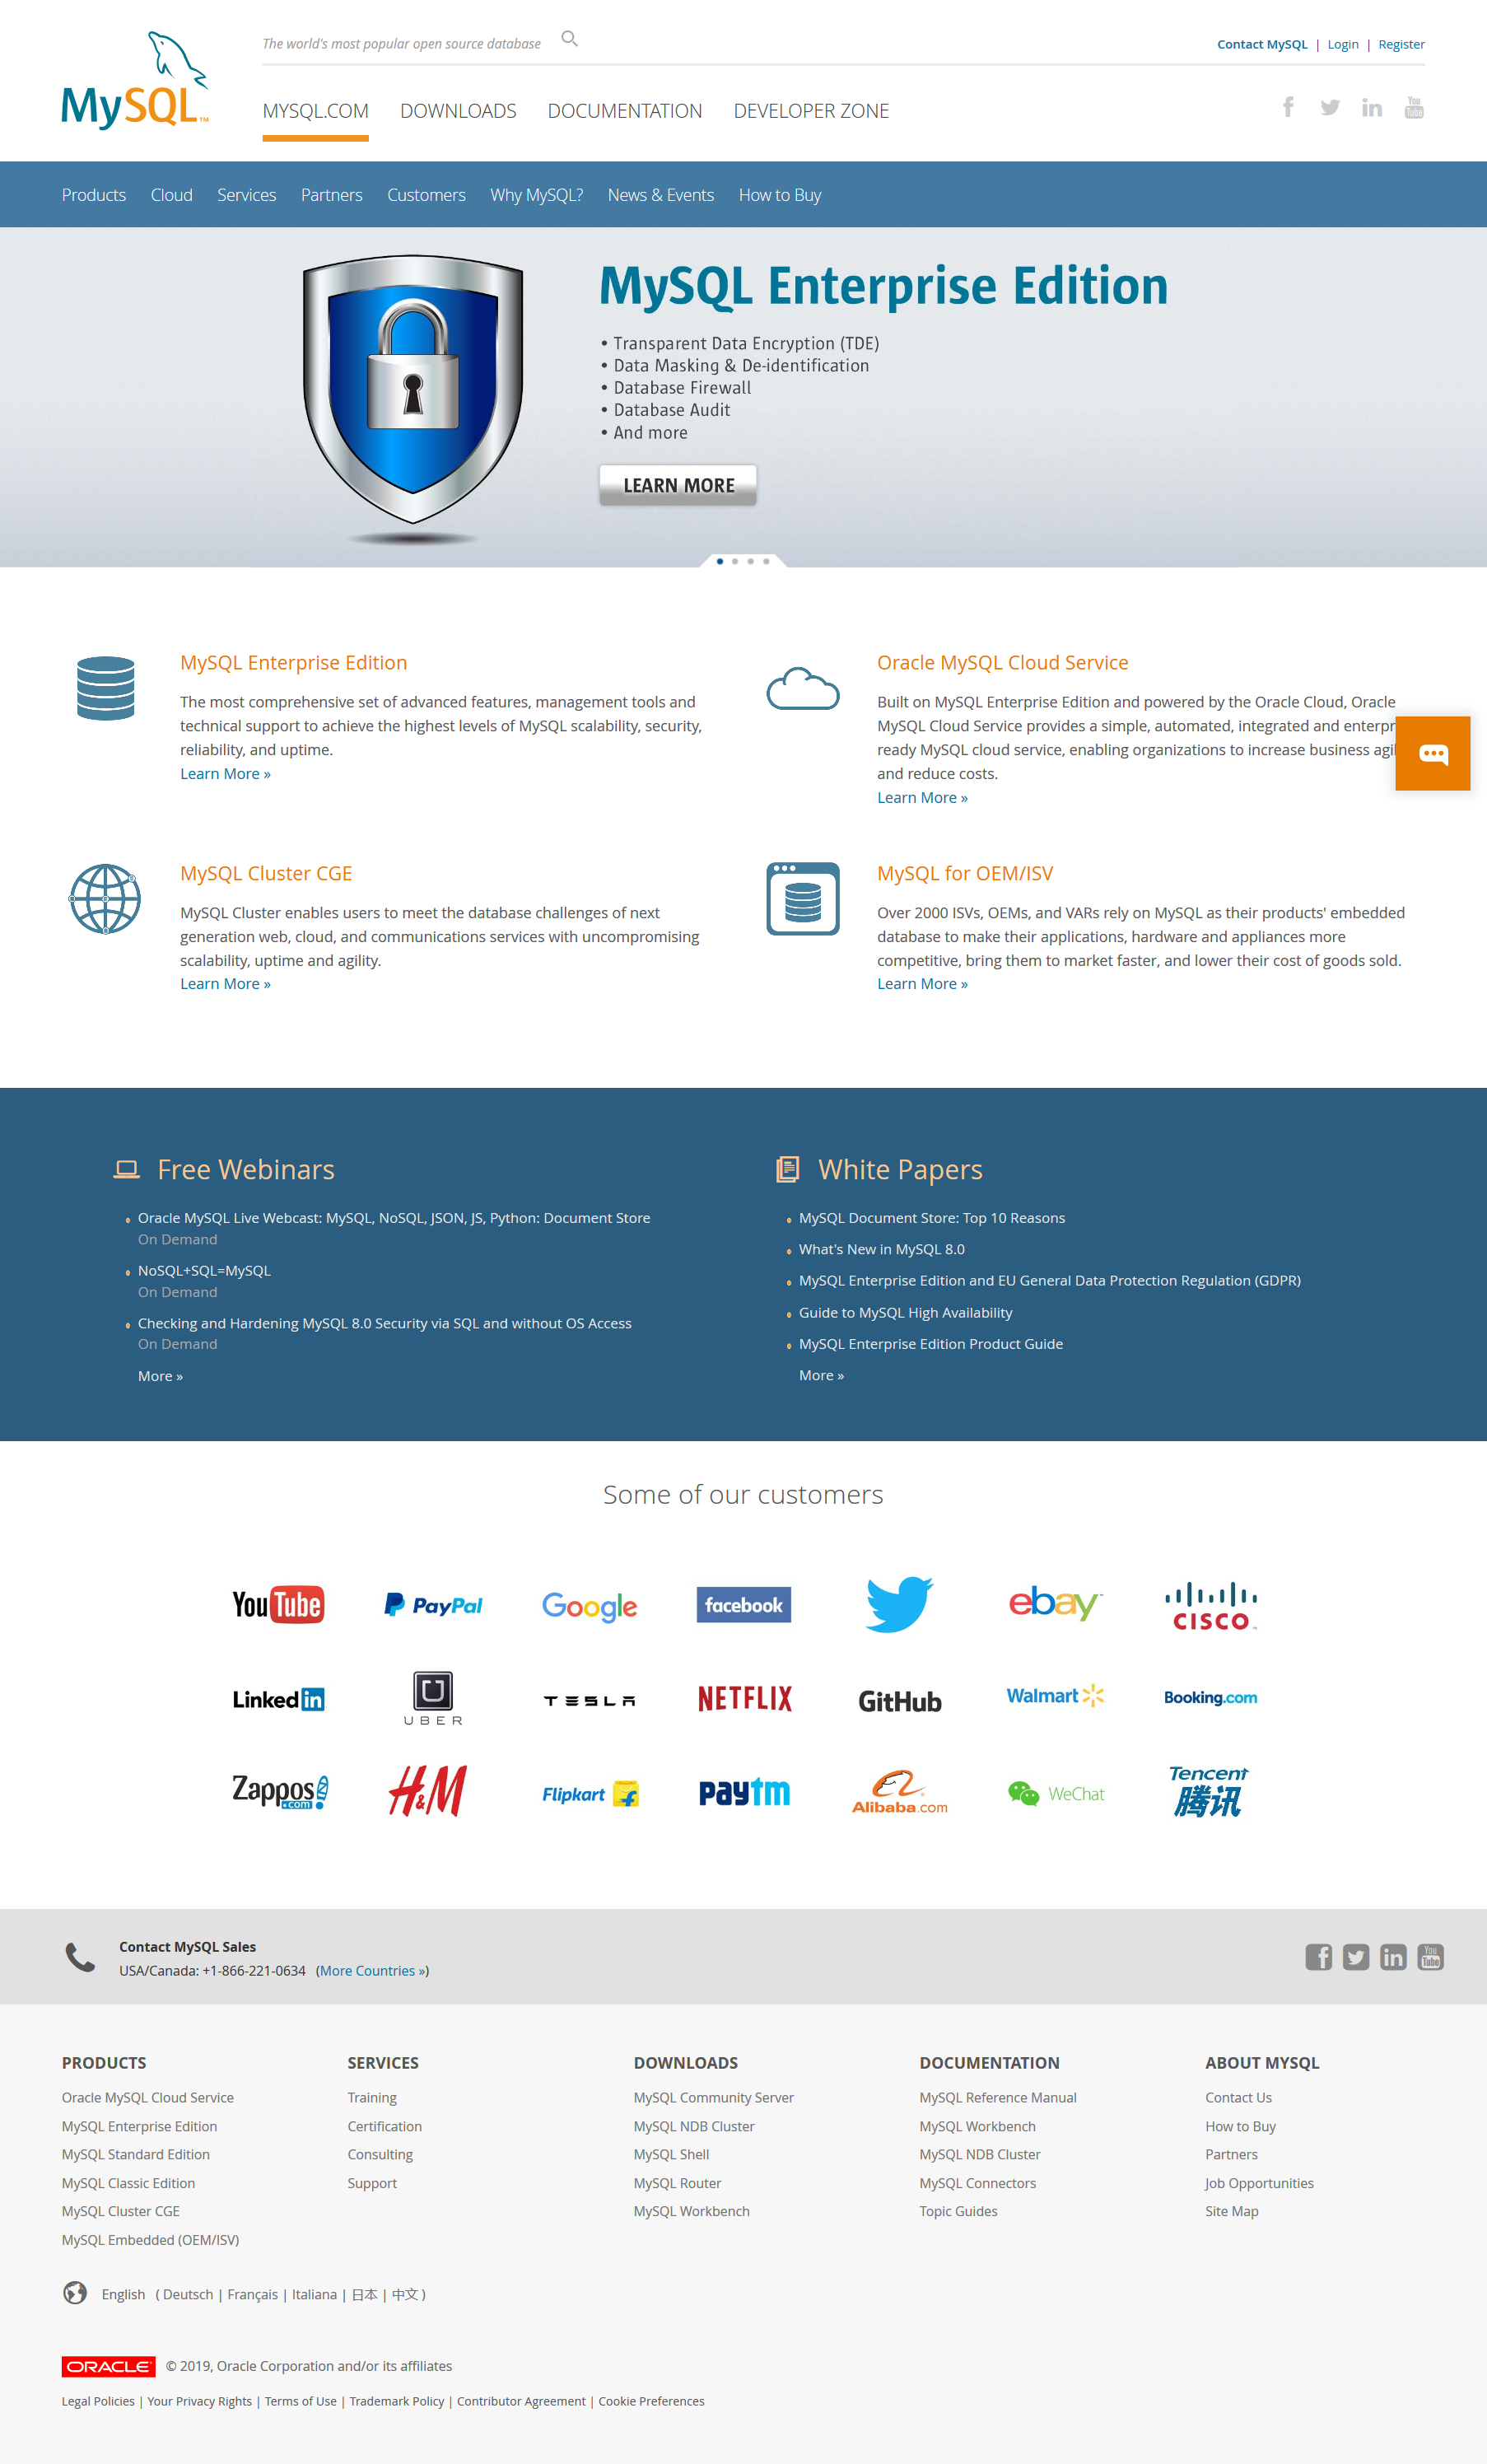 MySQL™
The world's most popular open source database
Contact MySQL | Login | Register
MYSQL.COM DOWNLOADS DOCUMENTATION DEVELOPER ZONE
f in You Tube
Products Cloud Services Partners Customers Why MySQL? News & Events How to Buy
MySQL Enterprise Edition
• Transparent Data Encryption (TDE)
• Data Masking & De-identification
• Database Firewall
• Database Audit
• And more
LEARN MORE
MySQL Enterprise Edition
The most comprehensive set of advanced features, management tools and
technical support to achieve the highest levels of MySQL scalability, security,
reliability, and uptime.
Learn More »
Oracle MySQL Cloud Service
Built on MySQL Enterprise Edition and powered by the Oracle Cloud, Oracle
MySQL Cloud Service provides a simple, automated, integrated and enterpr
ready MySQL cloud service, enabling organizations to increase business agi
and reduce costs.
Learn More »
MySQL Cluster CGE
MySQL Cluster enables users to meet the database challenges of next
generation web, cloud, and communications services with uncompromising
scalability, uptime and agility.
Learn More »
MySQL for OEM/ISV
Over 2000 ISVs, OEMs, and VARs rely on MySQL as their products' embedded
database to make their applications, hardware and appliances more
competitive, bring them to market faster, and lower their cost of goods sold.
Learn More »
Free Webinars
Oracle MySQL Live Webcast: MySQL, NoSQL, JSON, JS, Python: Document Store
On Demand
NoSQL+SQL=MySQL
On Demand
Checking and Hardening MySQL 8.0 Security via SQL and without OS Access
On Demand
More »
White Papers
MySQL Document Store: Top 10 Reasons
What's New in MySQL 8.0
MySQL Enterprise Edition and EU General Data Protection Regulation (GDPR)
Guide to MySQL High Availability
MySQL Enterprise Edition Product Guide
More »
Some of our customers
YouTube PayPal Google facebook ebay™ CISCO
Linked in UBER TESLA NETFLIX GitHub Walmart Booking.com
Zappos.com H&M Flipkart paytm Alibaba.com WeChat Tencent 腾讯
Contact MySQL Sales
USA/Canada: +1-866-221-0634 (More Countries »)
f in You Tube
PRODUCTS
Oracle MySQL Cloud Service
MySQL Enterprise Edition
MySQL Standard Edition
MySQL Classic Edition
MySQL Cluster CGE
MySQL Embedded (OEM/ISV)
SERVICES
Training
Certification
Consulting
Support
DOWNLOADS
MySQL Community Server
MySQL NDB Cluster
MySQL Shell
MySQL Router
MySQL Workbench
DOCUMENTATION
MySQL Reference Manual
MySQL Workbench
MySQL NDB Cluster
MySQL Connectors
Topic Guides
ABOUT MYSQL
Contact Us
How to Buy
Partners
Job Opportunities
Site Map
English ( Deutsch | Français | Italiana | 日本 | 中文 )
ORACLE © 2019, Oracle Corporation and/or its affiliates
Legal Policies | Your Privacy Rights | Terms of Use | Trademark Policy | Contributor Agreement | Cookie Preferences